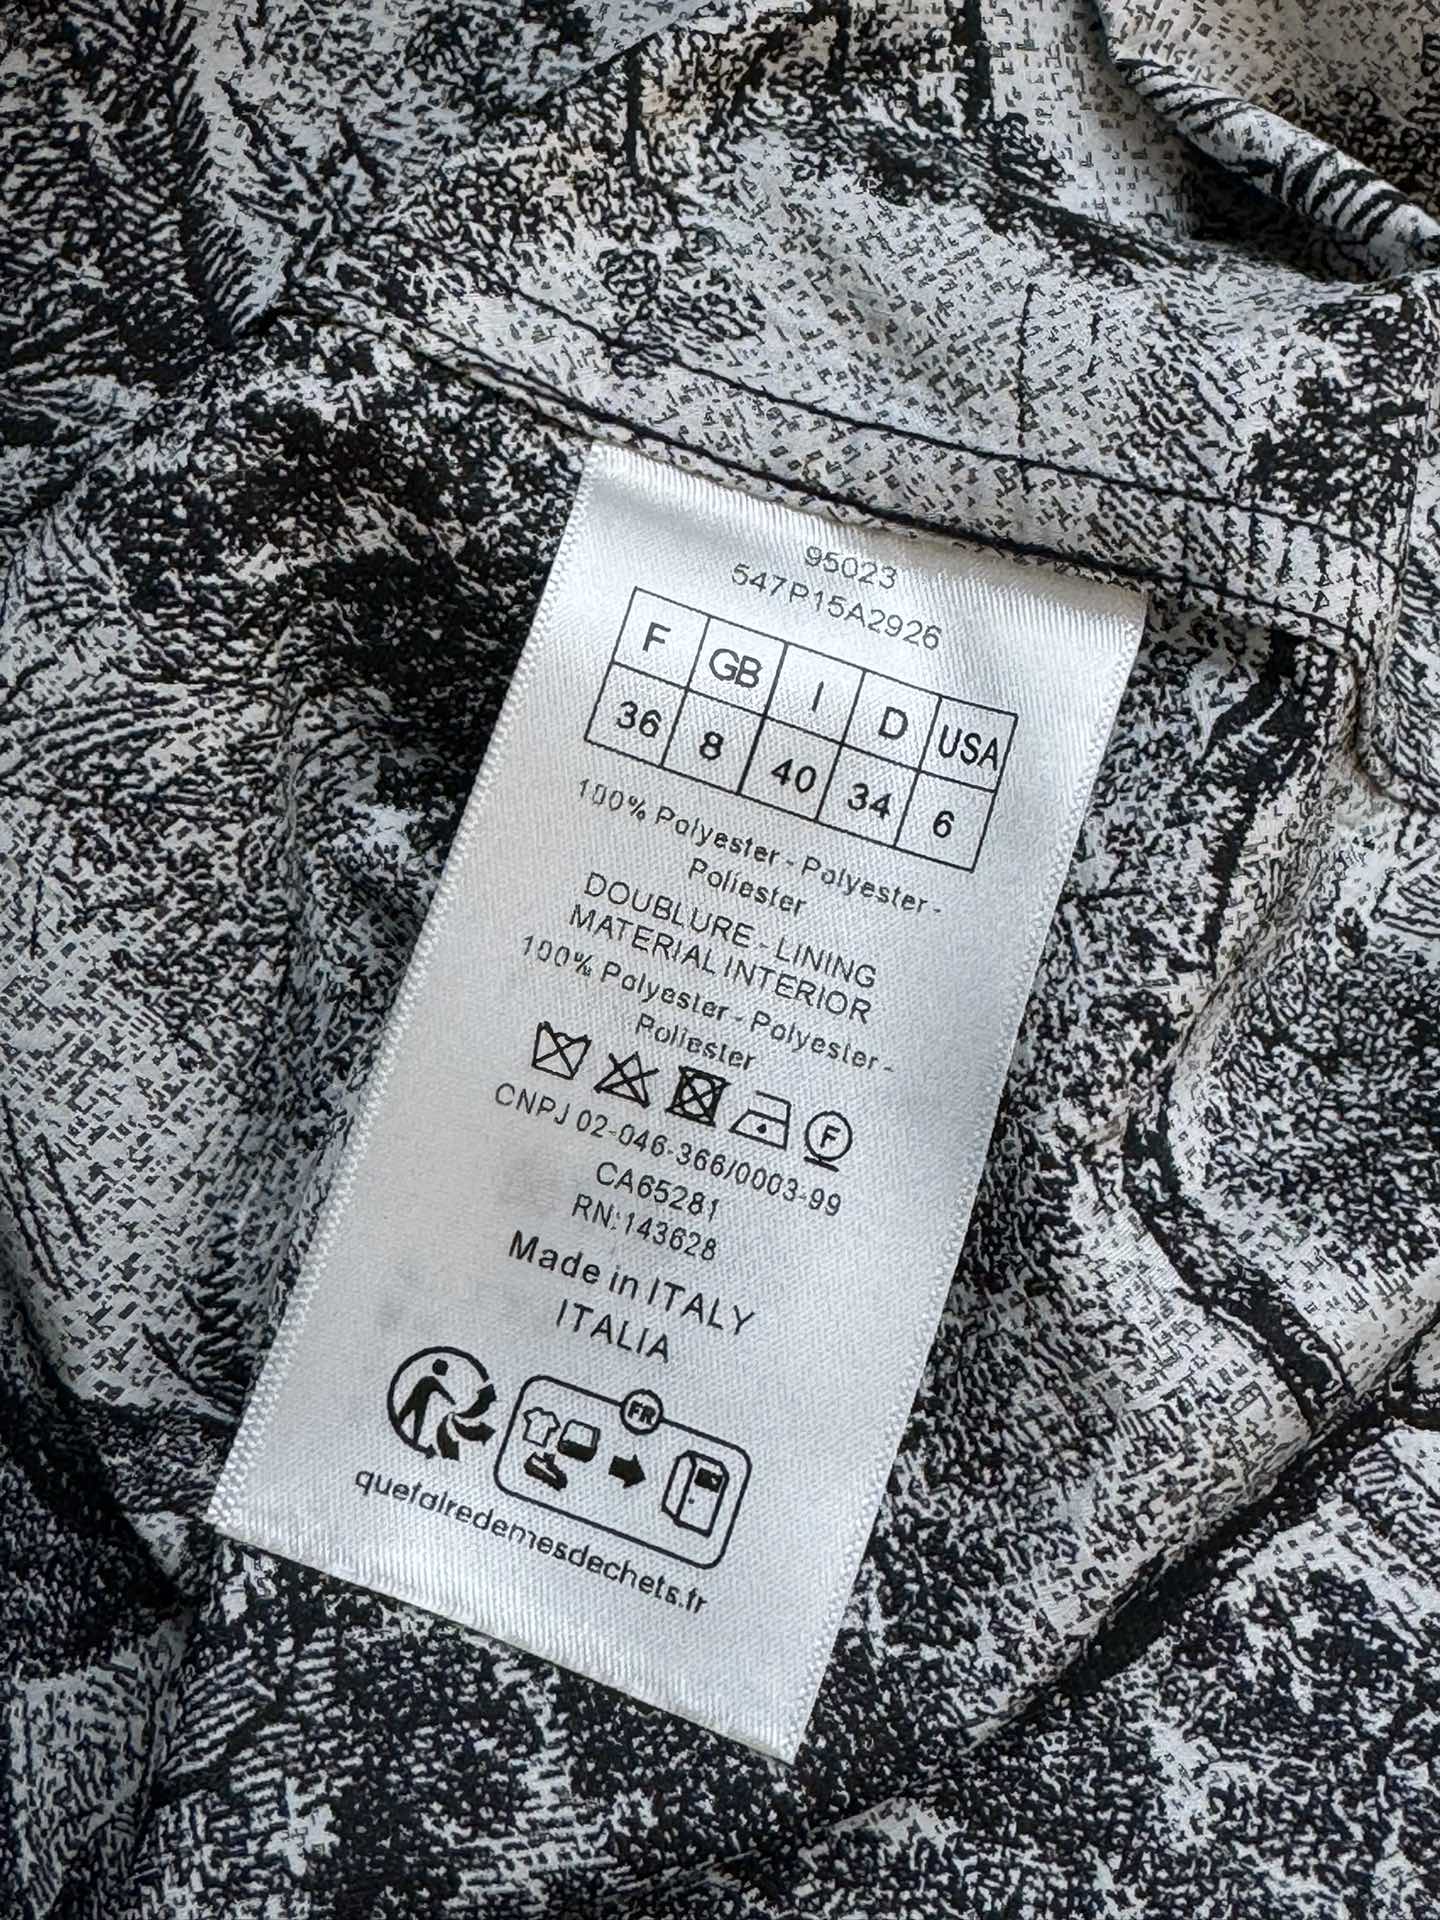 95023
547P15A2926
F GB I D USA
36 8 40 34 6
100% Polyester - Polyester -
Poliester
DOUBLURE - LINING
MATERIAL INTERIOR
100% Polyester - Polyester -
Poliester
F
CNPJ 02-046-366/0003-99
CA65281
RN:143628
Made in ITALY
ITALIA
FR
quefairedemesdechets.fr